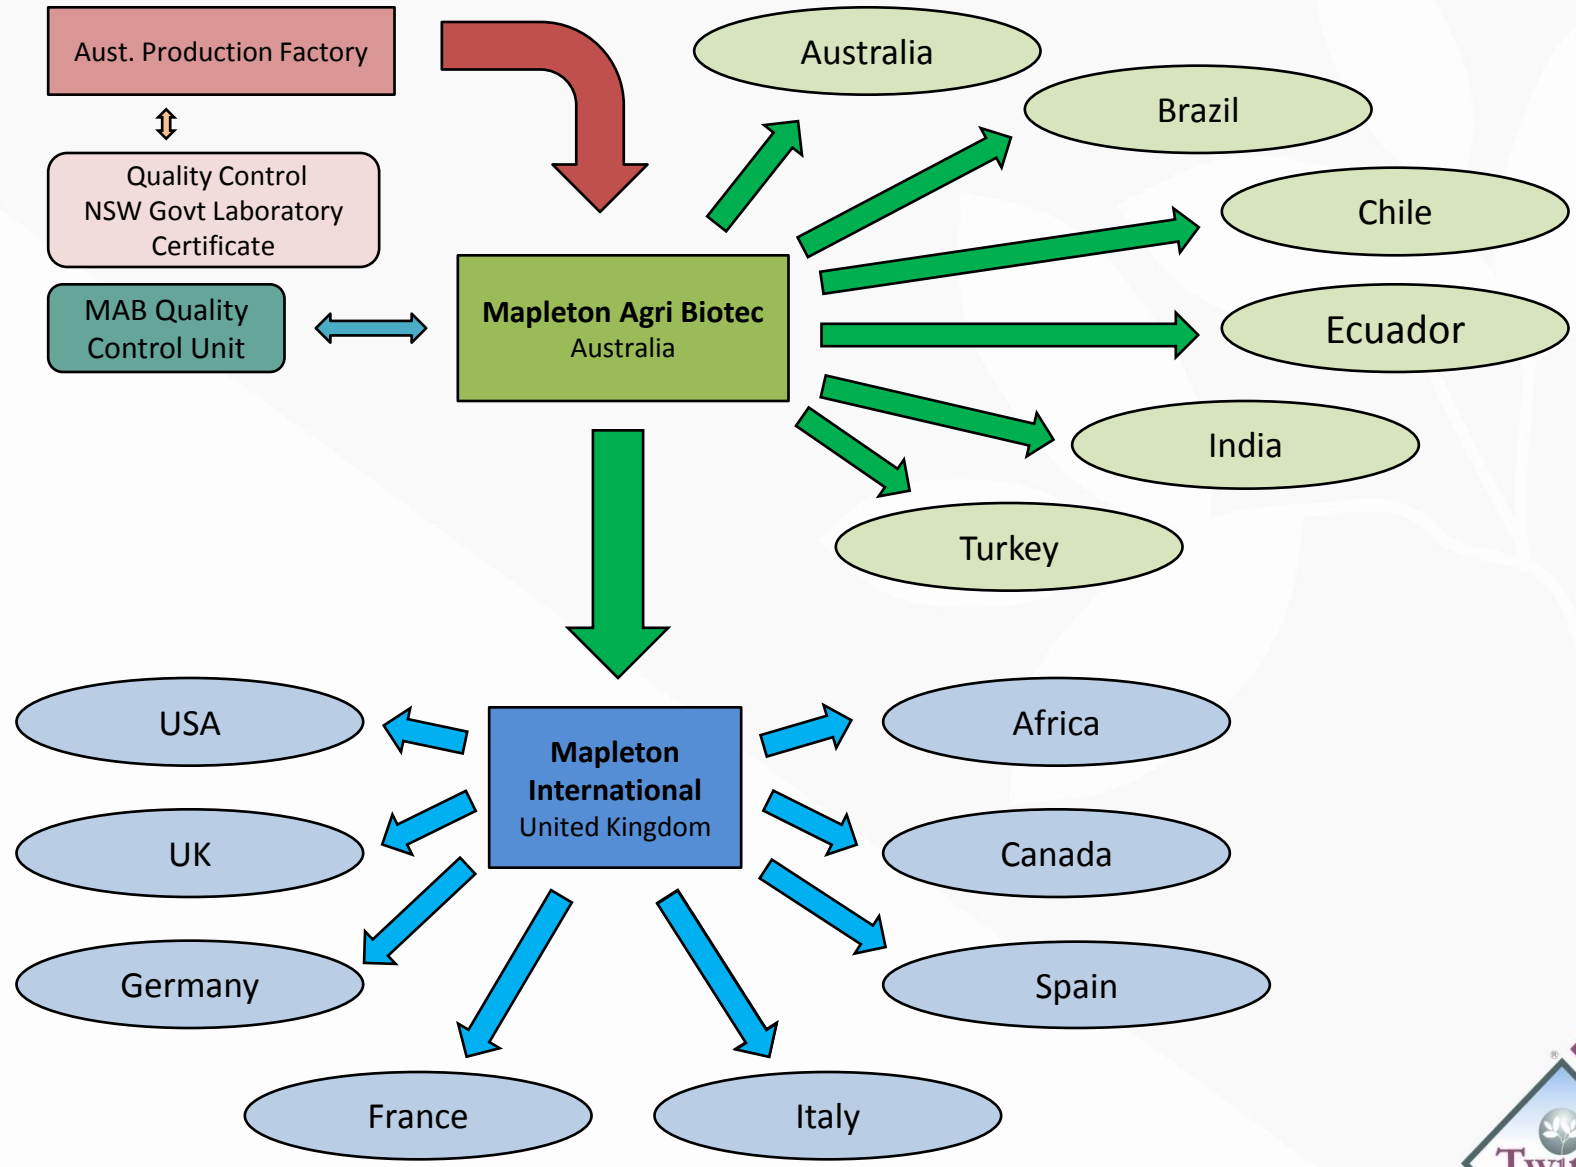 Aust. Production Factory
Quality Control
NSW Govt Laboratory
Certificate
MAB Quality
Control Unit
Mapleton Agri Biotec
Australia
Australia
Brazil
Chile
Ecuador
India
Turkey
Mapleton
International
United Kingdom
USA
UK
Germany
France
Italy
Africa
Canada
Spain
®